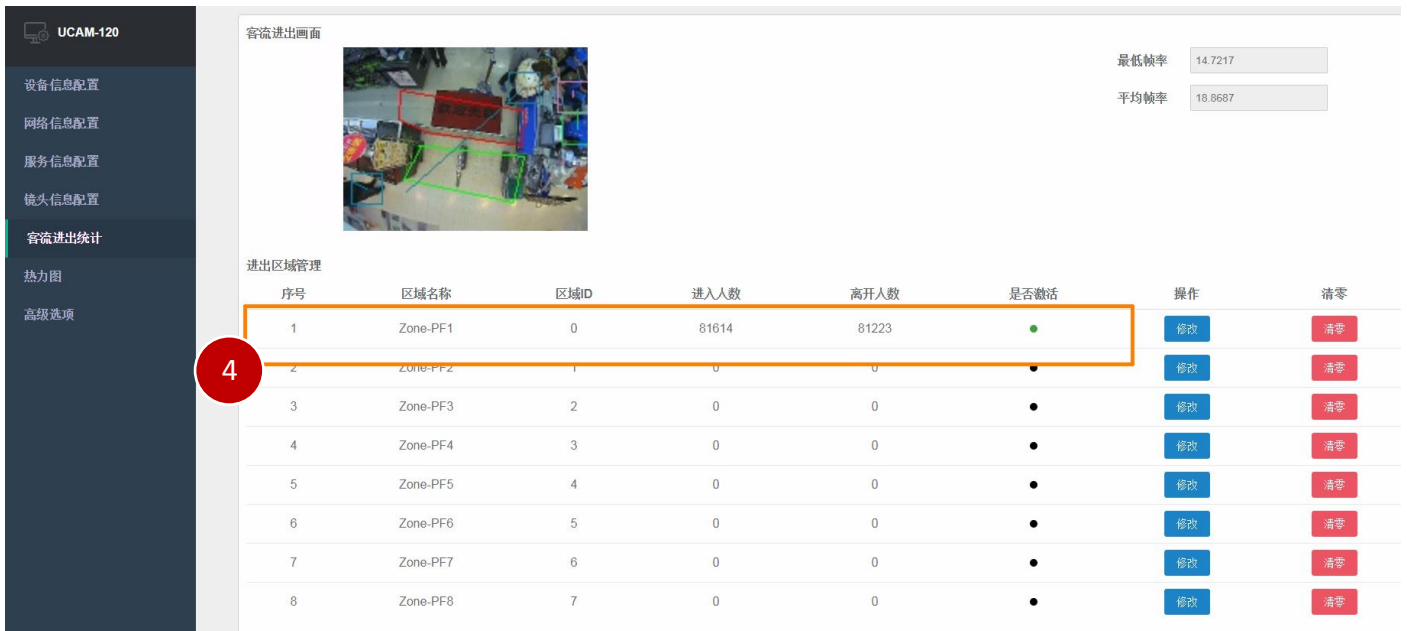 UCAM-120
设备信息配置
网络信息配置
服务信息配置
镜头信息配置
客流进出统计
热力图
高级选项
客流进出画面
最低帧率 14.7217
平均帧率 18.8687
进出区域管理
序号 区域名称 区域ID 进入人数 离开人数 是否激活 操作 清零
1 Zone-PF1 0 81614 81223 修改 清零
4
2 Zone-PF2 1 0 0 修改 清零
3 Zone-PF3 2 0 0 修改 清零
4 Zone-PF4 3 0 0 修改 清零
5 Zone-PF5 4 0 0 修改 清零
6 Zone-PF6 5 0 0 修改 清零
7 Zone-PF7 6 0 0 修改 清零
8 Zone-PF8 7 0 0 修改 清零